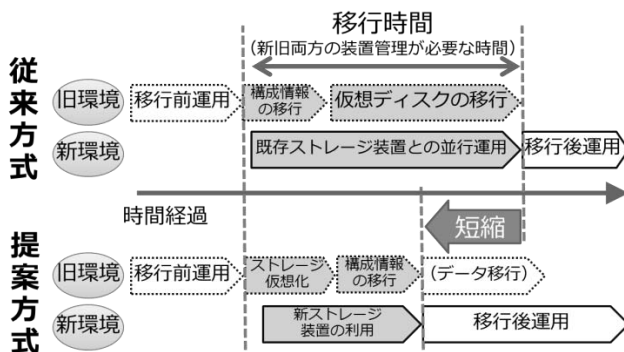 移行時間
(新旧両方の装置管理が必要な時間)
従来方式
旧環境
移行前運用
構成情報
の移行
仮想ディスクの移行
新環境
既存ストレージ装置との並行運用
移行後運用
時間経過
短縮
提案方式
旧環境
移行前運用
ストレージ
仮想化
構成情報
の移行
(データ移行)
新環境
新ストレージ
装置の利用
移行後運用